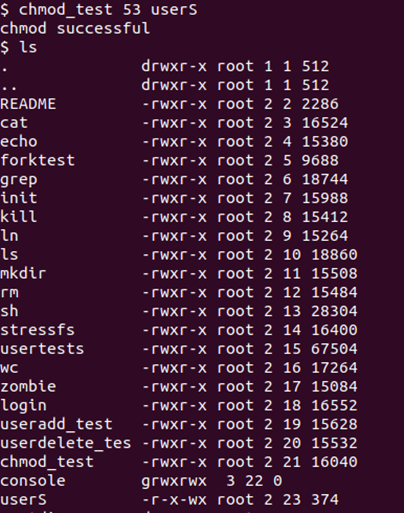 $ chmod_test 53 userS
chmod successful
$ ls
. drwxr-x root 1 1 512
.. drwxr-x root 1 1 512
README -rwxr-x root 2 2 2286
cat -rwxr-x root 2 3 16524
echo -rwxr-x root 2 4 15380
forktest -rwxr-x root 2 5 9688
grep -rwxr-x root 2 6 18744
init -rwxr-x root 2 7 15988
kill -rwxr-x root 2 8 15412
ln -rwxr-x root 2 9 15264
ls -rwxr-x root 2 10 18860
mkdir -rwxr-x root 2 11 15508
rm -rwxr-x root 2 12 15484
sh -rwxr-x root 2 13 28304
stressfs -rwxr-x root 2 14 16400
usertests -rwxr-x root 2 15 67504
wc -rwxr-x root 2 16 17264
zombie -rwxr-x root 2 17 15084
login -rwxr-x root 2 18 16552
useradd_test -rwxr-x root 2 19 15628
userdelete_tes -rwxr-x root 2 20 15532
chmod_test -rwxr-x root 2 21 16040
console grwxrwx 3 22 0
userS -r-x-wx root 2 23 374